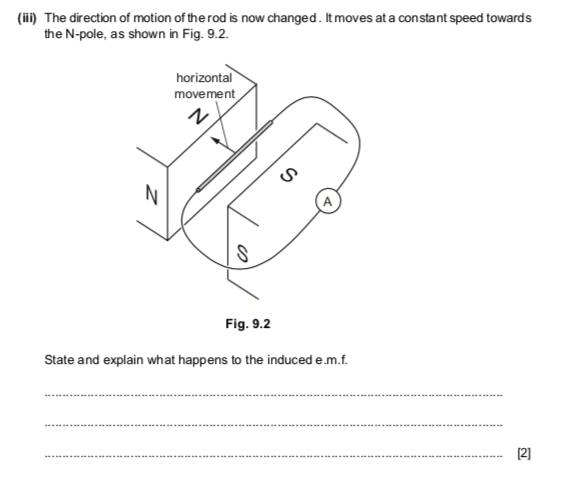 (iii) The direction of motion of the rod is now changed. It moves at a constant speed towards
the N-pole, as shown in Fig. 9.2.
horizontal
movement
N
N
S
A
S
Fig. 9.2
State and explain what happens to the induced e.m.f.
[2]